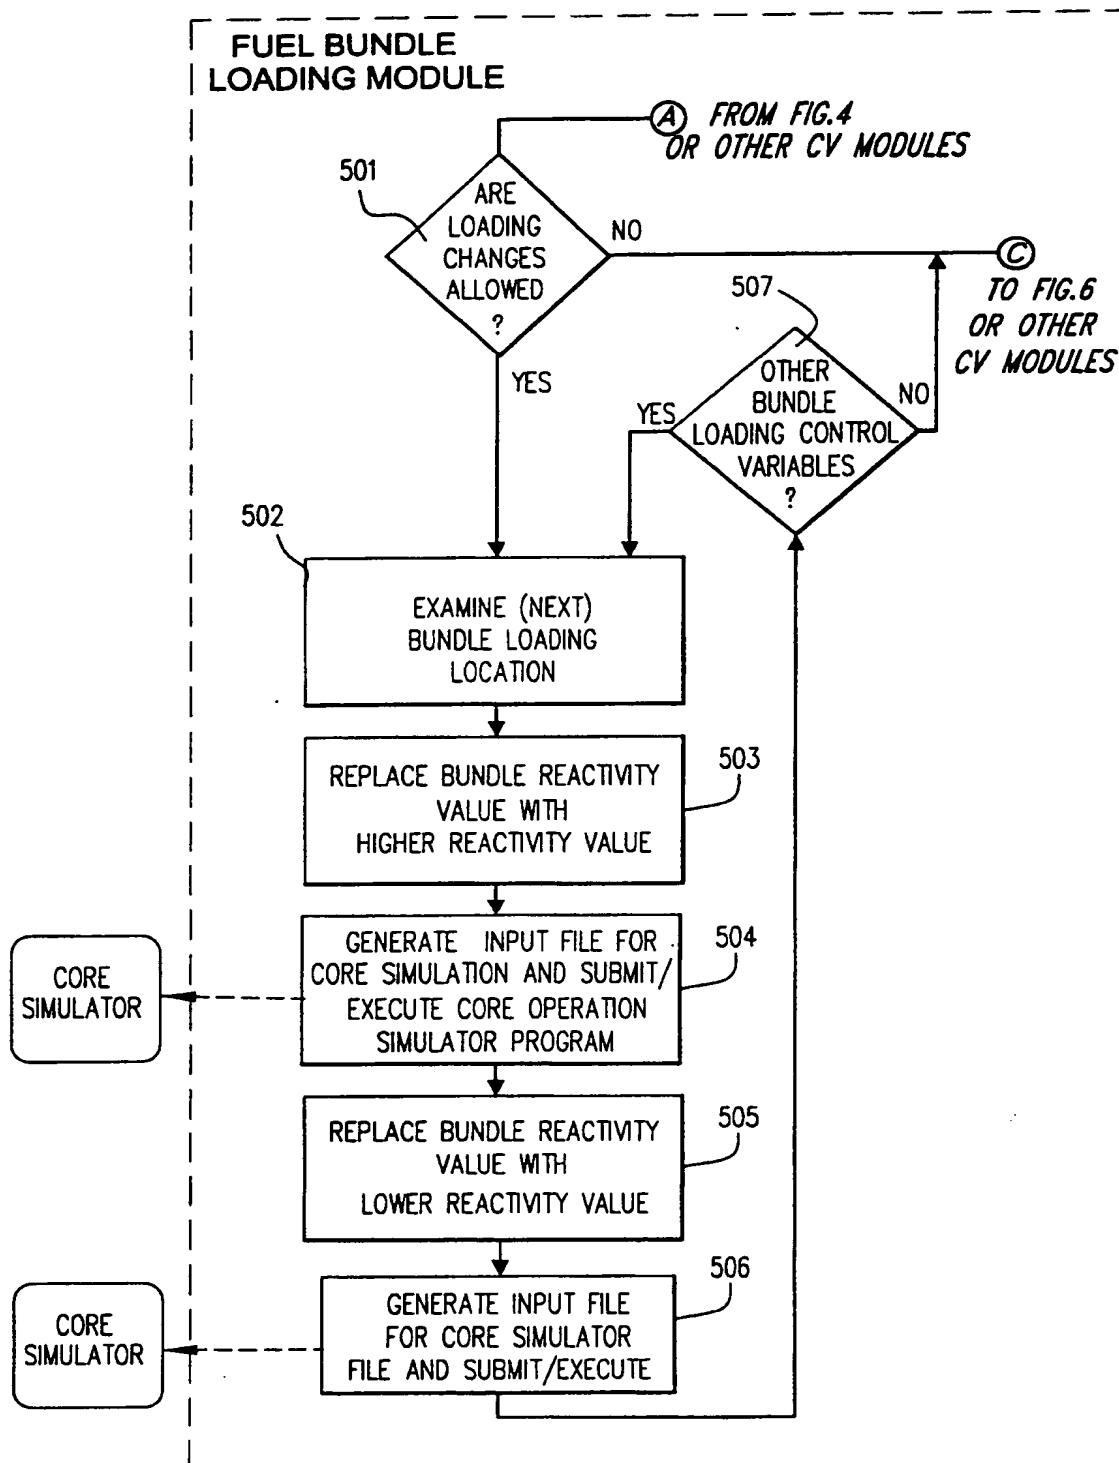 FUEL BUNDLE
LOADING MODULE
A FROM FIG.4
OR OTHER CV MODULES
501
ARE
LOADING
CHANGES
ALLOWED
?
NO
C
TO FIG.6
OR OTHER
CV MODULES
507
YES
OTHER
BUNDLE
LOADING CONTROL
VARIABLES
?
NO
YES
502
EXAMINE (NEXT)
BUNDLE LOADING
LOCATION
503
REPLACE BUNDLE REACTIVITY
VALUE WITH
HIGHER REACTIVITY VALUE
504
GENERATE INPUT FILE FOR
CORE SIMULATION AND SUBMIT/
EXECUTE CORE OPERATION
SIMULATOR PROGRAM
CORE
SIMULATOR
505
REPLACE BUNDLE REACTIVITY
VALUE WITH
LOWER REACTIVITY VALUE
506
GENERATE INPUT FILE
FOR CORE SIMULATOR
FILE AND SUBMIT/EXECUTE
CORE
SIMULATOR